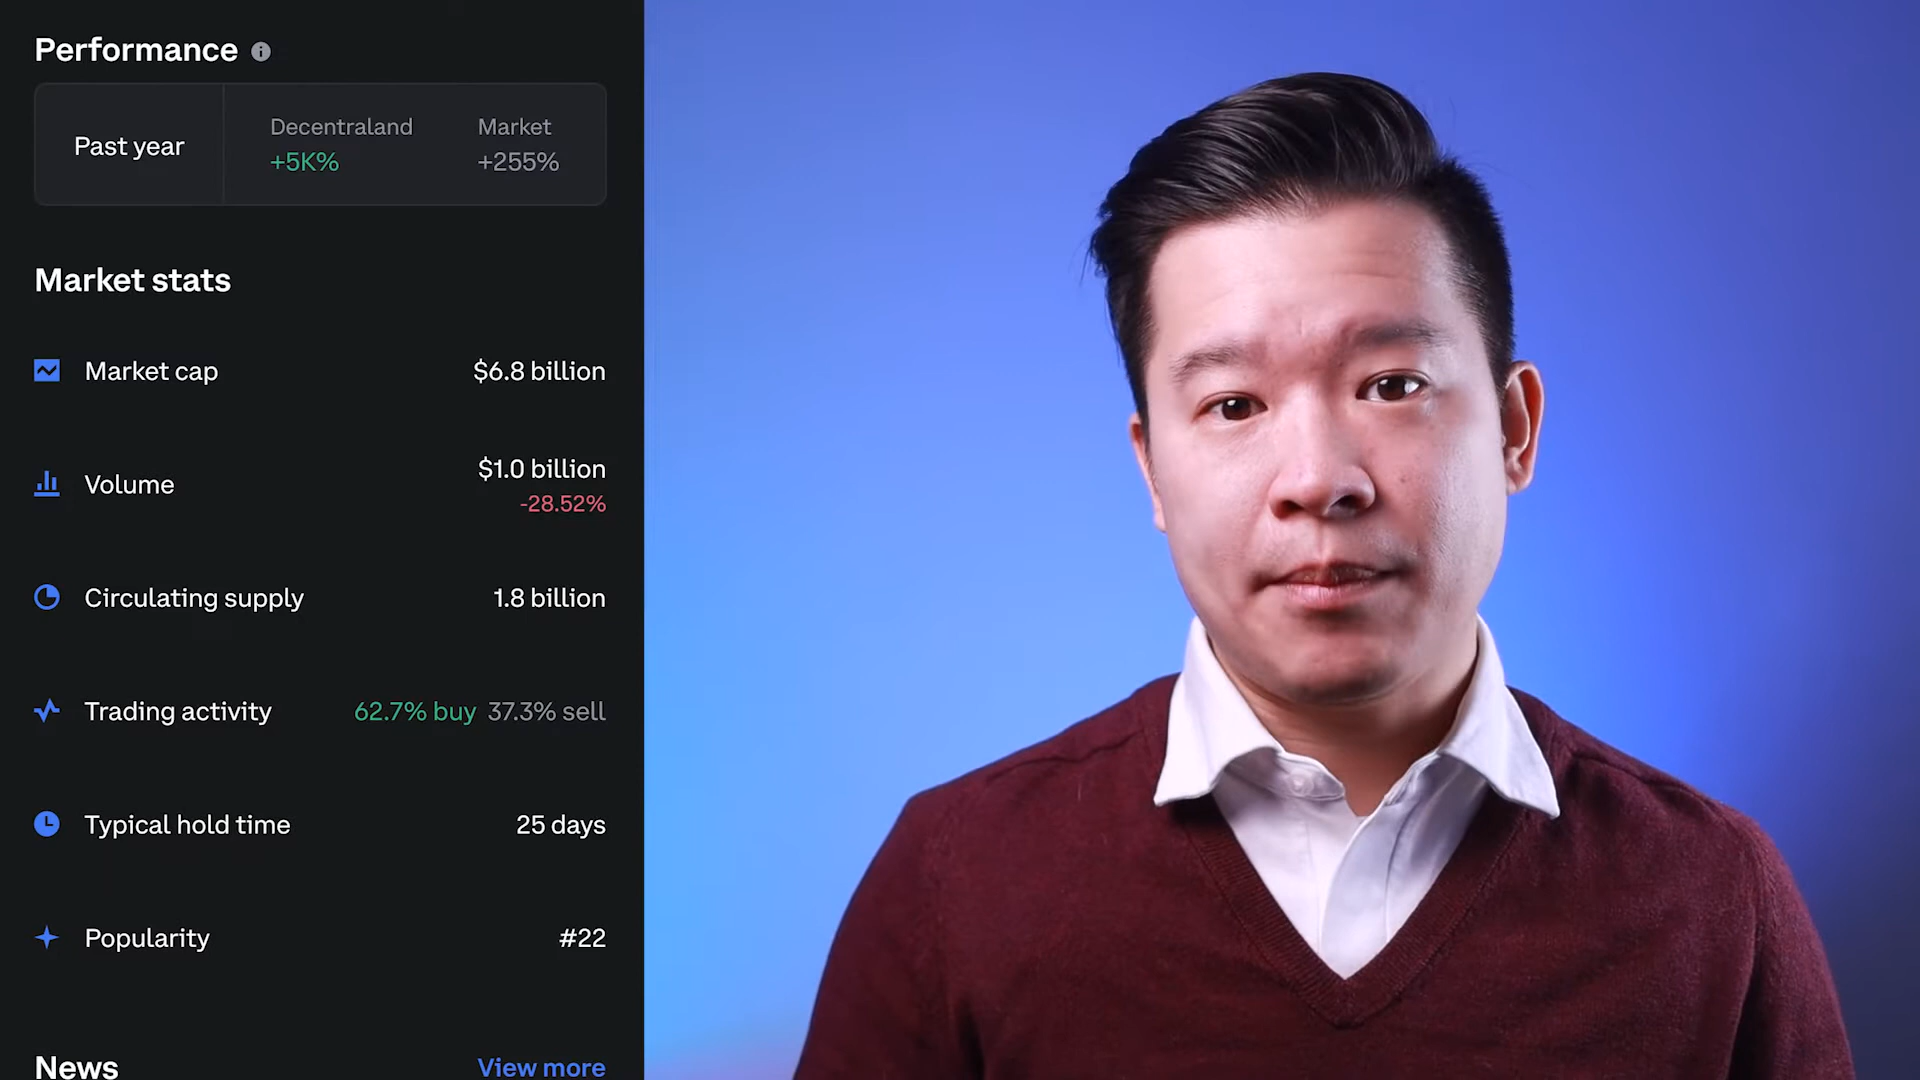 Performance
Past year
Decentraland
Market
+5K%
+255%
Market stats
Market cap
$6.8 billion
Volume
$1.0 billion
-28.52%
Circulating supply
1.8 billion
Trading activity
62.7% buy 37.3% sell
Typical hold time
25 days
Popularity
#22
News
View more